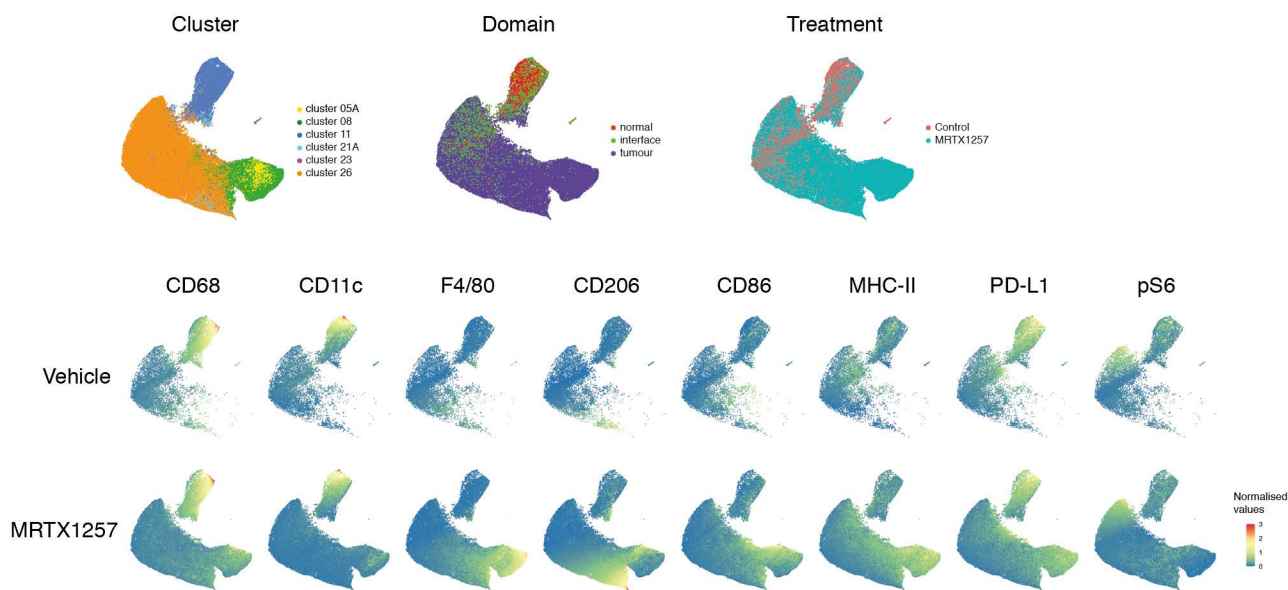 Cluster
cluster 05A
cluster 08
cluster 11
cluster 21A
cluster 23
cluster 26
Domain
normal
interface
tumour
Treatment
Control
MRTX1257
CD68 CD11c F4/80 CD206 CD86 MHC-II PD-L1 pS6
Vehicle
MRTX1257
Normalised
values
3
2
1
0